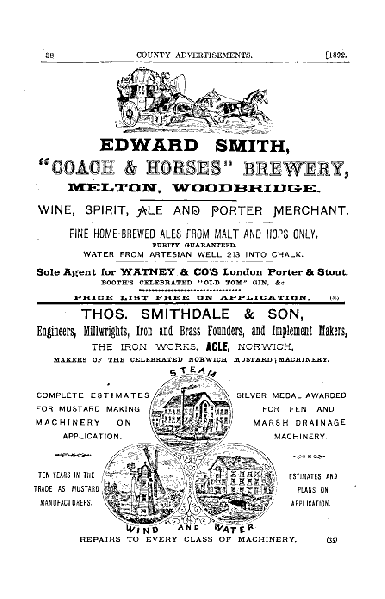 38 COUNTY ADVERTISEMENTS. [1892.
EDWARD SMITH,
"COACH & HORSES" BREWERY,
MELTON, WOODBRIDGE.
WINE, SPIRIT, ALE AND PORTER MERCHANT.
FINE HOME-BREWED ALES FROM MALT AND HOPS ONLY,
PURITY GUARANTEED.
WATER FROM ARTESIAN WELL 213 INTO CHALK.
Sole Agent for WATNEY & CO'S London Porter & Stout.
BOOTH'S CELEBRATED "OLD TOM" GIN, &c
PRICE LIST FREE ON APPLICATION.
THOS. SMITHDALE & SON,
Engineers, Millwrights, Iron and Brass Founders, and Implement Makers,
THE IRON WORKS, ACLE, NORWICH,
MAKERS OF THE CELEBRATED NORWICH MUSTARD MACHINERY.
STEAM
COMPLETE ESTIMATES
FOR MUSTARD MAKING
MACHINERY ON
APPLICATION.
SILVER MEDAL AWARDED
FOR FEN AND
MARSH DRAINAGE
MACHINERY.
TEN YEARS IN THE
TRADE AS MUSTARD
MANUFACTURERS.
ESTIMATES AND
PLANS ON
APPLICATION.
WIND AND WATER
REPAIRS TO EVERY CLASS OF MACHINERY.